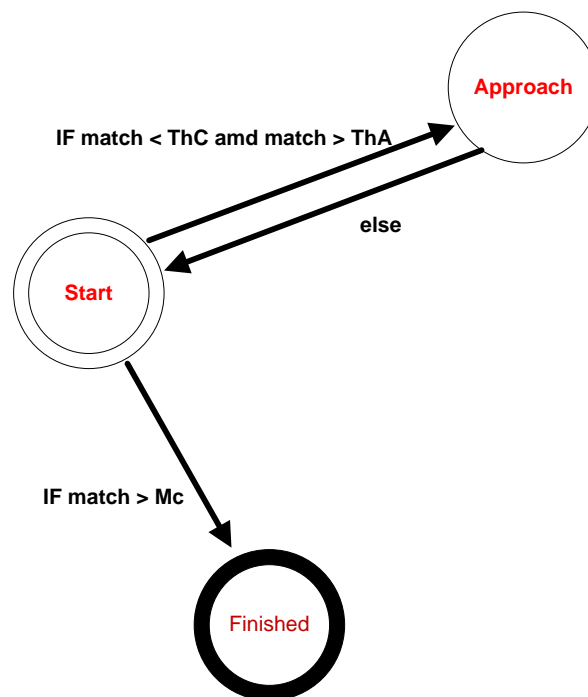 Approach
IF match < ThC amd match > ThA
else
Start
IF match > Mc
Finished